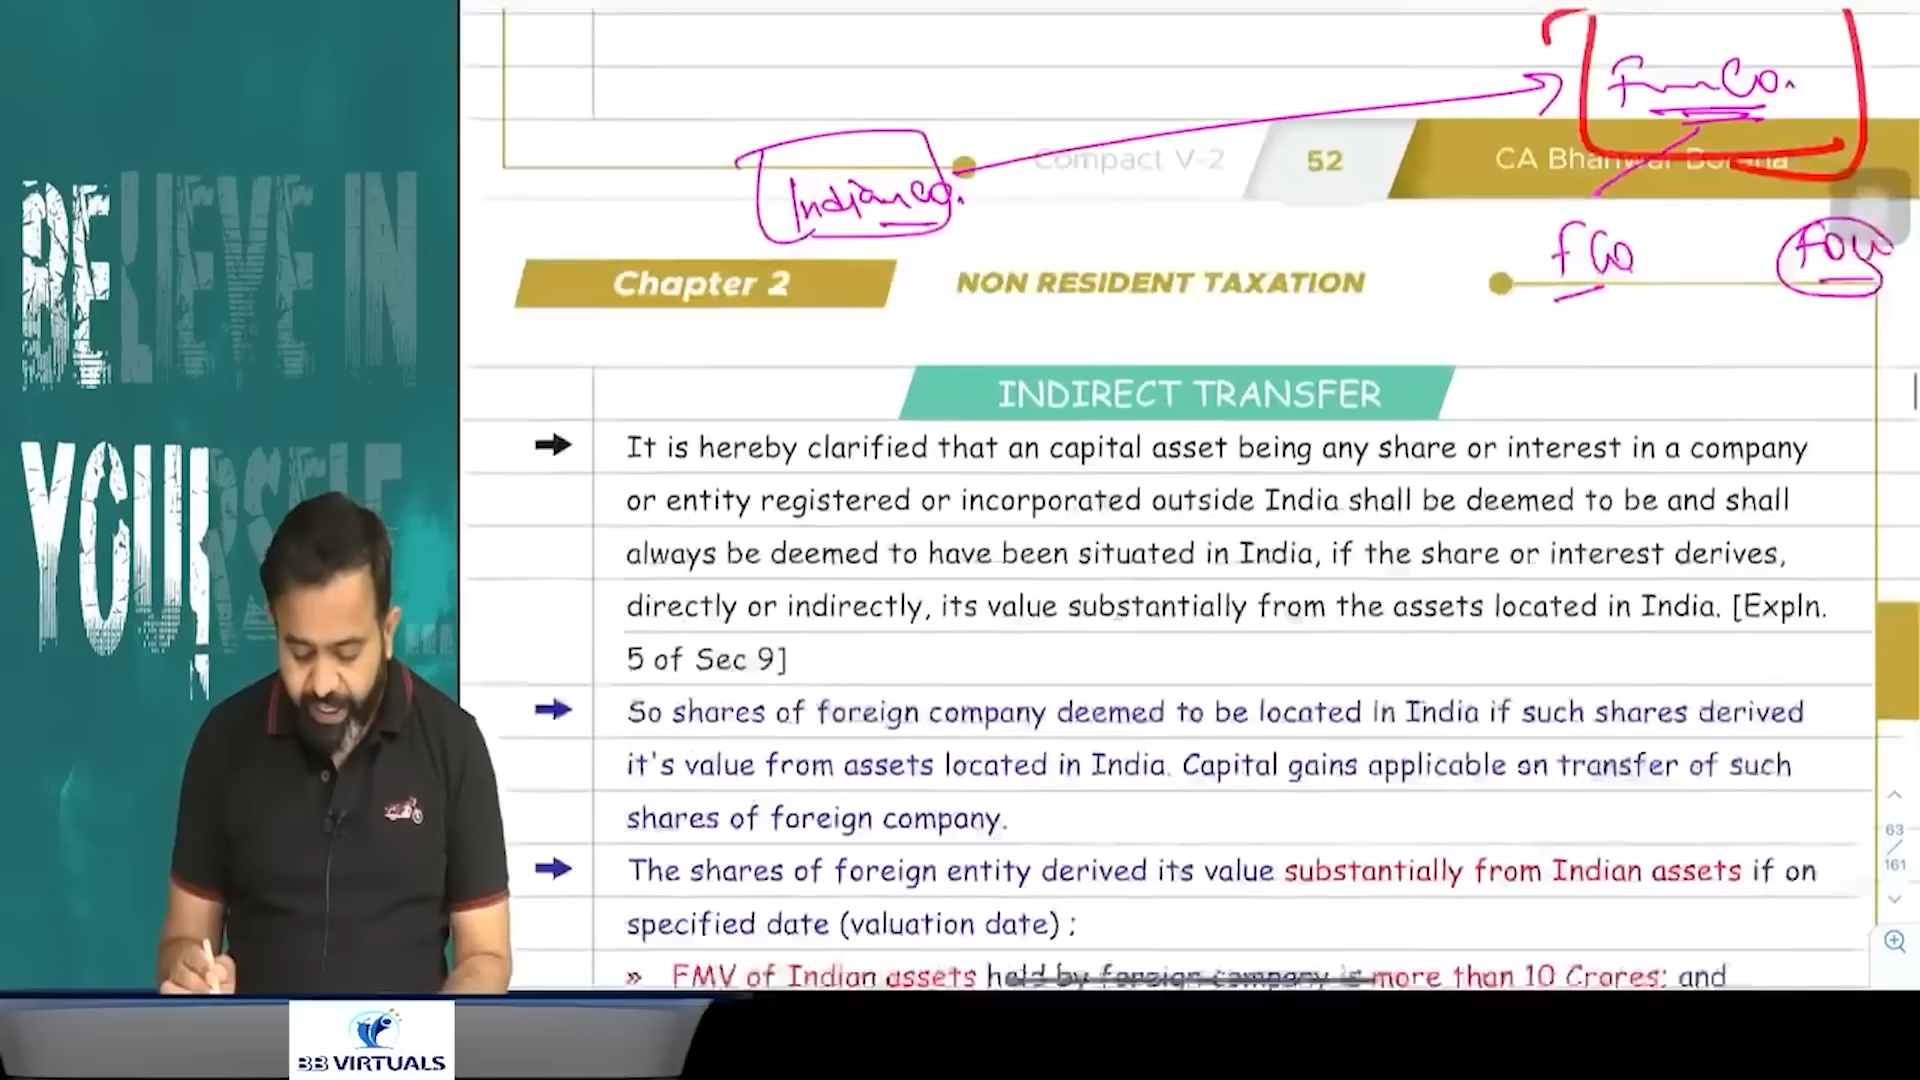 BELIEVE IN
YOURSELF...
Compact V-2
52
CA Bhanwar Borana
Indian co.
F Co
Chapter 2
NON RESIDENT TAXATION
INDIRECT TRANSFER
It is hereby clarified that an capital asset being any share or interest in a company
or entity registered or incorporated outside India shall be deemed to be and shall
always be deemed to have been situated in India, if the share or interest derives,
directly or indirectly, its value substantially from the assets located in India. [Expln.
5 of Sec 9]
So shares of foreign company deemed to be located in India if such shares derived
it's value from assets located in India. Capital gains applicable on transfer of such
shares of foreign company.
The shares of foreign entity derived its value substantially from Indian assets if on
specified date (valuation date) ;
» FMV of Indian assets held by foreign company is more than 10 Crores; and
63
/
161
BB VIRTUALS